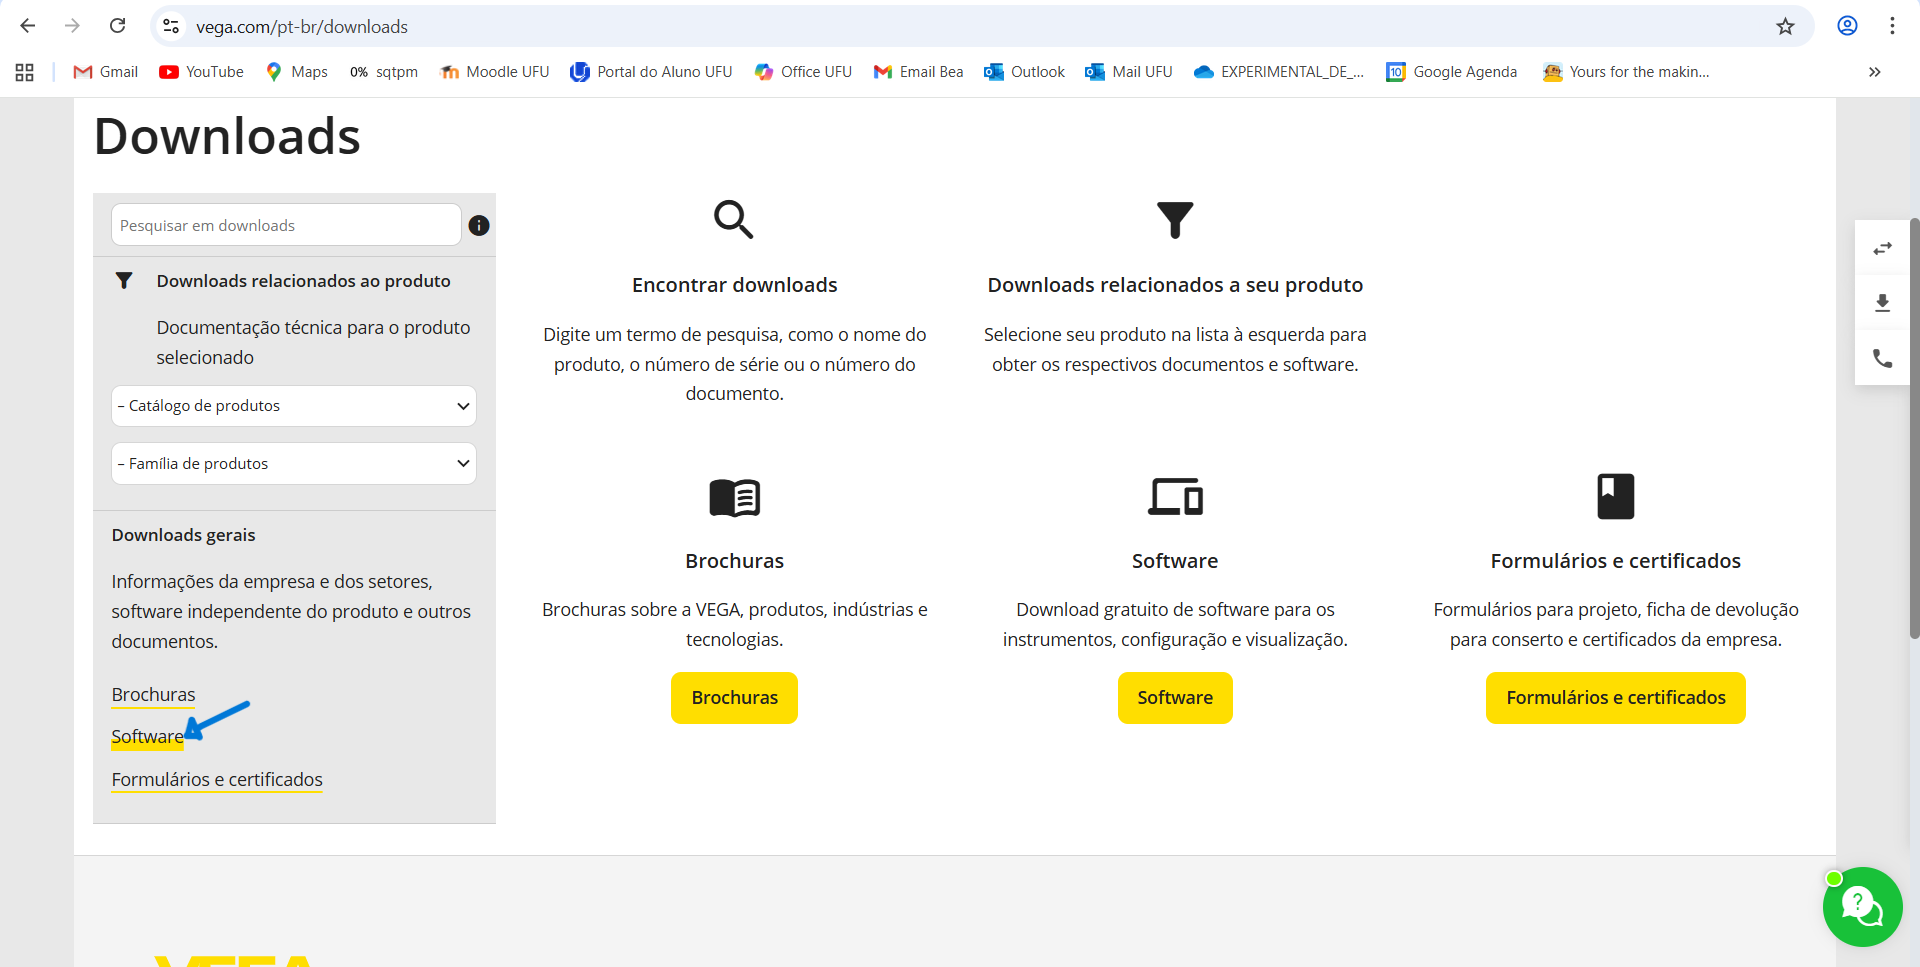 vega.com/pt-br/downloads
Gmail
YouTube
Maps
0% sqtpm
Moodle UFU
Portal do Aluno UFU
Office UFU
Email Bea
Outlook
Mail UFU
EXPERIMENTAL_DE_...
10 Google Agenda
Yours for the makin...
Downloads
Pesquisar em downloads
i
Downloads relacionados ao produto
Documentação técnica para o produto
selecionado
– Catálogo de produtos
– Família de produtos
Downloads gerais
Informações da empresa e dos setores,
software independente do produto e outros
documentos.
Brochuras
Software
Formulários e certificados
Encontrar downloads
Digite um termo de pesquisa, como o nome do
produto, o número de série ou o número do
documento.
Downloads relacionados a seu produto
Selecione seu produto na lista à esquerda para
obter os respectivos documentos e software.
Brochuras
Brochuras sobre a VEGA, produtos, indústrias e
tecnologias.
Brochuras
Software
Download gratuito de software para os
instrumentos, configuração e visualização.
Software
Formulários e certificados
Formulários para projeto, ficha de devolução
para conserto e certificados da empresa.
Formulários e certificados
?
VEGA